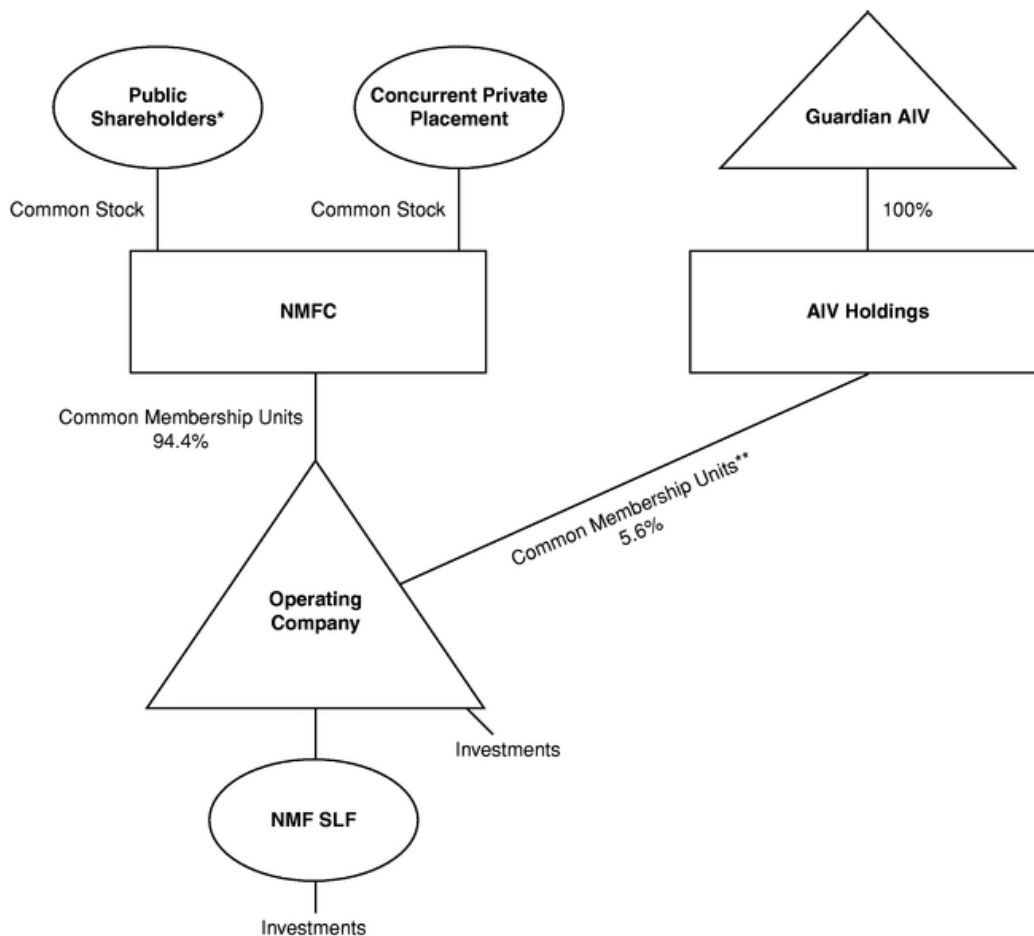 Public
Shareholders*
Concurrent Private
Placement
Guardian AIV
Common Stock
Common Stock
100%
NMFC
AIV Holdings
Common Membership Units
94.4%
Common Membership Units**
5.6%
Operating
Company
Investments
NMF SLF
Investments